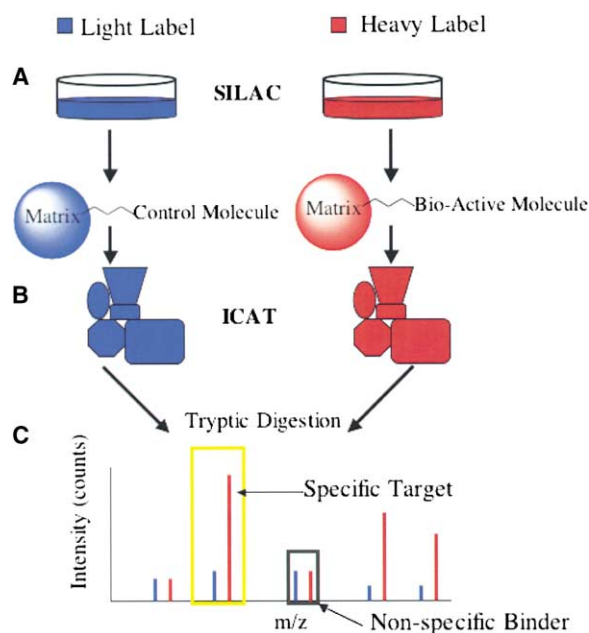 Light Label
Heavy Label
A
SILAC
Matrix
Control Molecule
Matrix
Bio-Active Molecule
B
ICAT
Tryptic Digestion
C
Intensity (counts)
Specific Target
m/z
Non-specific Binder